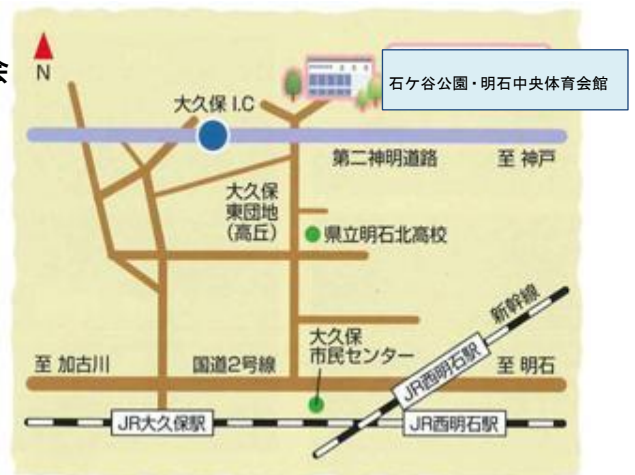 会
N
石ケ谷公園・明石中央体育会館
大久保 I.C
第二神明道路
至 神戸
大久保
東団地
(高丘)
県立明石北高校
新幹線
大久保
市民センター
JR西明石駅
至 加古川
国道2号線
至 明石
JR大久保駅
JR西明石駅